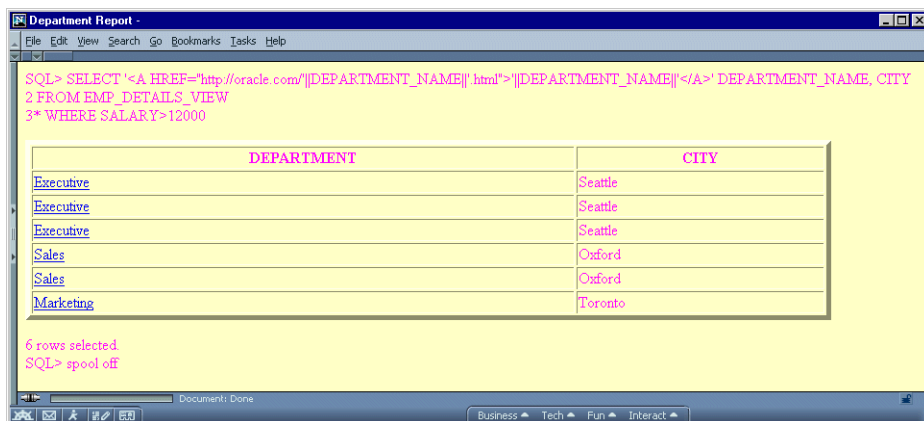 Department Report -
File Edit View Search Go Bookmarks Tasks Help
SQL> SELECT '<A HREF="http://oracle.com/'||DEPARTMENT_NAME||'.html">'||DEPARTMENT_NAME||'</A>' DEPARTMENT_NAME, CITY
2 FROM EMP_DETAILS_VIEW
3* WHERE SALARY>12000
DEPARTMENT CITY
Executive Seattle
Executive Seattle
Executive Seattle
Sales Oxford
Sales Oxford
Marketing Toronto
6 rows selected.
SQL> spool off
Document: Done
Business Tech Fun Interact